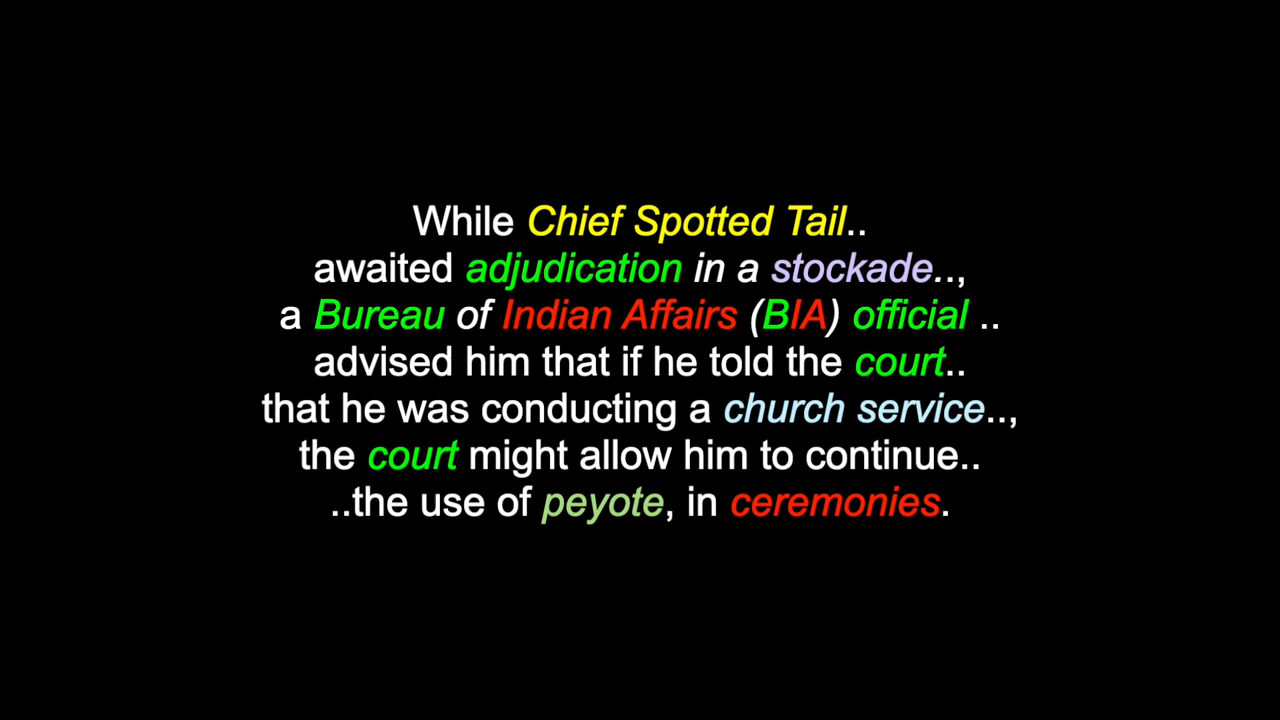 While Chief Spotted Tail..
awaited adjudication in a stockade..,
a Bureau of Indian Affairs (BIA) official ..
advised him that if he told the court..
that he was conducting a church service..,
the court might allow him to continue..
..the use of peyote, in ceremonies.